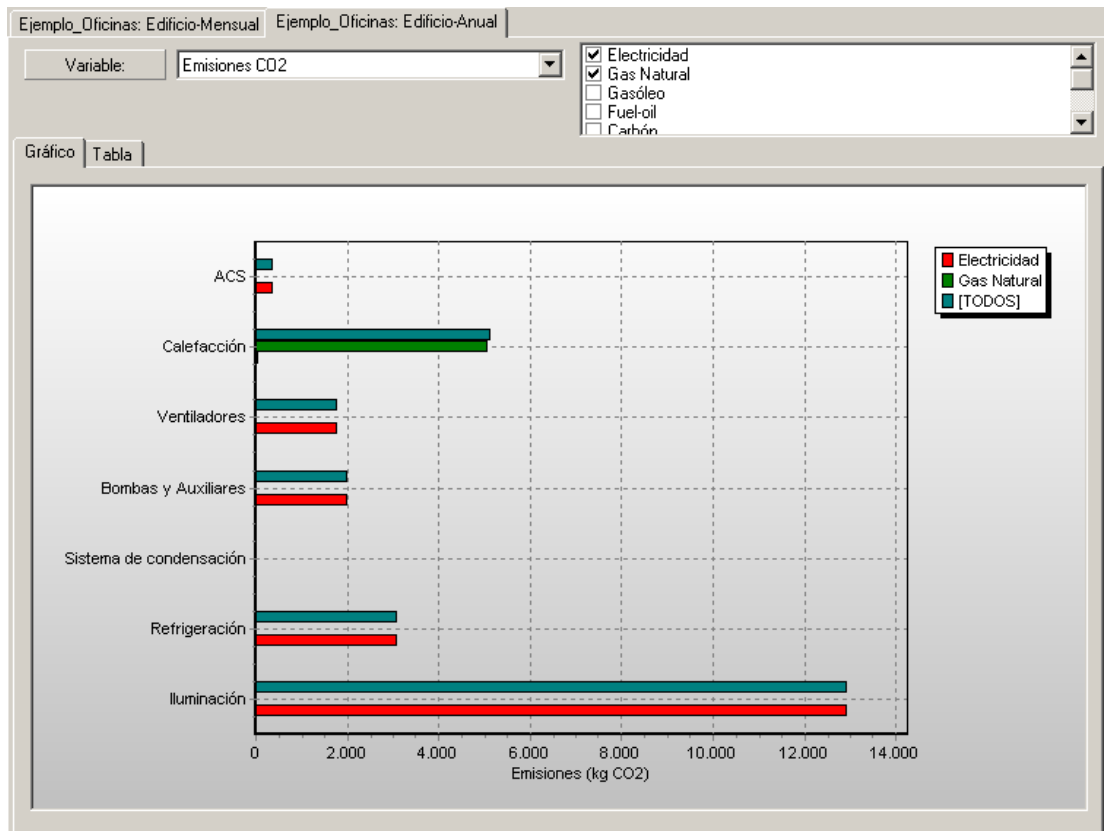 Ejemplo_Oficinas: Edificio-Mensual Ejemplo_Oficinas: Edificio-Anual
Variable: Emisiones CO2
Electricidad
Gas Natural
Gasóleo
Fuel-oil
Carbón
Gráfico Tabla
ACS
Calefacción
Ventiladores
Bombas y Auxiliares
Sistema de condensación
Refrigeración
Iluminación
0 2.000 4.000 6.000 8.000 10.000 12.000 14.000
Emisiones (kg CO2)
Electricidad
Gas Natural
[TODOS]